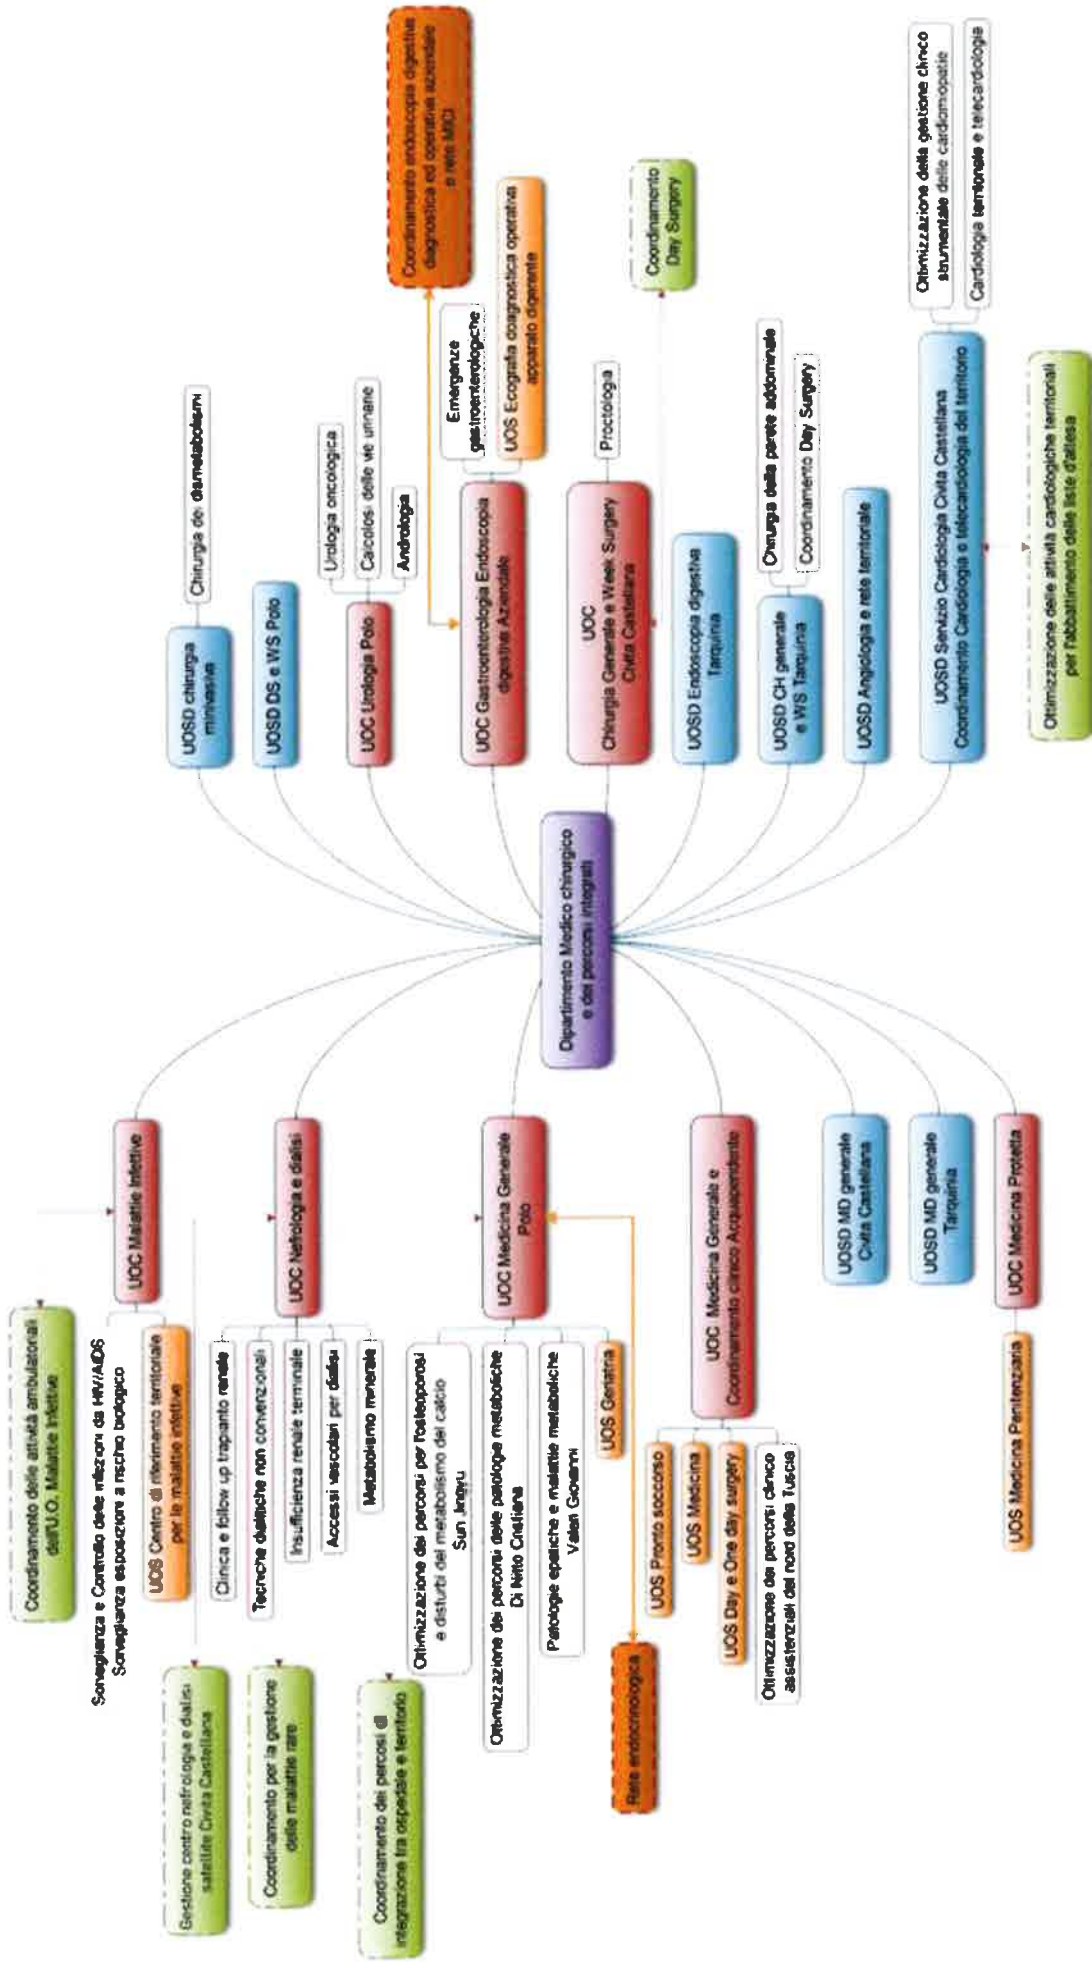 Coordinamento delle attività ambulatoriali
dell'U.O. Malattie Infettive
UOC Malattie Infettive
Sorveglianza e Controllo delle infezioni da HIV/AIDS
Sorveglianza esposizioni a rischio biologico
UOS Centro di riferimento territoriale
per le malattie infettive
Gestione centro nefrologia e dialisi
satellite Civita Castellana
Coordinamento per la gestione
delle malattie rare
UOC Nefrologia e dialisi
Clinica e follow up trapianto renale
Tecniche dialitiche non convenzionali
Insufficienza renale terminale
Accessi vascolari per dialisi
Metabolismo minerale
Coordinamento dei percosi di
integrazione fra ospedale e territorio
UOC Medicina Generale
Polo
Ottimizzazione dei percorsi per l'osteoporosi
e disturbi del metabolismo del calcio
Sun Jinqyu
Ottimizzazione dei percorsi delle patologie metaboliche
Di Nitto Cristiana
Patologie epatiche e malattie metaboliche
Valeri Giovanni
UOS Geriatria
Rete endocrinologica
UOC Medicina Generale e
Coordinamento clinico Acquapendente
UOS Pronto soccorso
UOS Medicina
UOS Day e One day surgery
Ottimizzazione dei percorsi clinico
assistenziali del nord della Tuscia
UOSD MD generale
Civita Castellana
UOSD MD generale
Tarquinia
UOC Medicina Protetta
UOS Medicina Penitenziaria
Dipartimento Medico chirurgico
e dei percorsi integrati
UOSD chirurgia
minivasiva
Chirurgia dei dismetabolismi
UOSD DS e WS Polo
UOC Urologia Polo
Urologia oncologica
Calcolosi delle vie urinarie
Andrologia
UOC Gastroenterologia Endoscopia
digestive Aziendale
Emergenze
gastroenterologiche
UOS Ecografia doagnostica operativa
apparato digerente
Coordinamento endoscopia digestiva
diagnostica ed operativa aziendale
e rete MICI
UOC
Chirurgia Generale e Week Surgery
Civita Castellana
Proctologia
Coordinamento
Day Surgery
UOSD Endoscopia digestiva
Tarquinia
UOSD CH generale
e WS Tarquinia
Chirurga della parete addominale
Coordinamento Day Surgery
UOSD Angiologia e rete territoriale
UOSD Servizio Cardiologia Civita Castellana
Coordinamento Cardiologia e telecardiologia del territorio
Ottimizzazione della gestione clinico
strumentale delle cardiomiopatie
Cardiologia territoriale e telecardiologia
Ottimizzazione delle attività cardiologiche territoriali
per l'abbattimento delle liste d'attesa